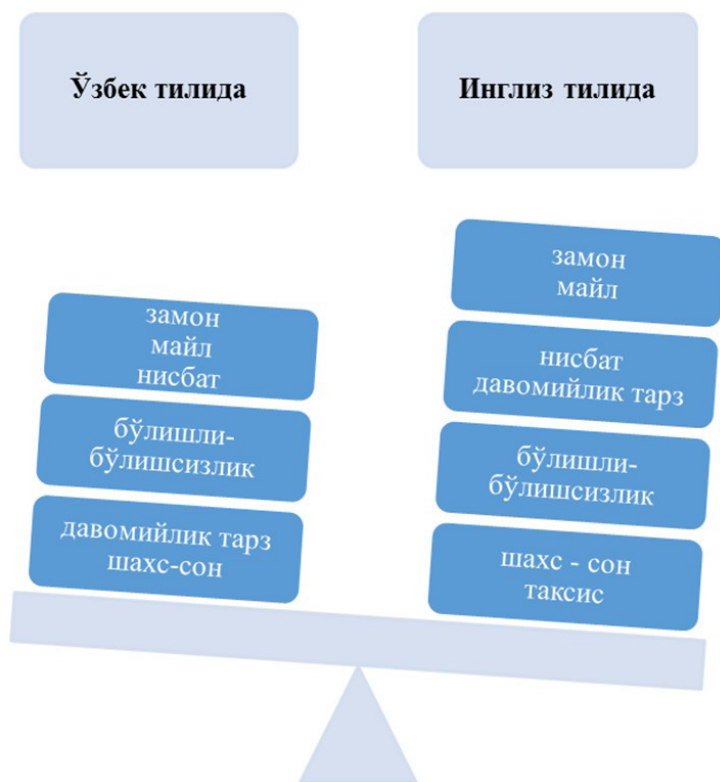 Ўзбек тилида
Инглиз тилида
замон
майл
нисбат
бўлишли-
бўлишсизлик
давомийлик тарз
шахс-сон
замон
майл
нисбат
давомийлик тарз
бўлишли-
бўлишсизлик
шахс - сон
таксис